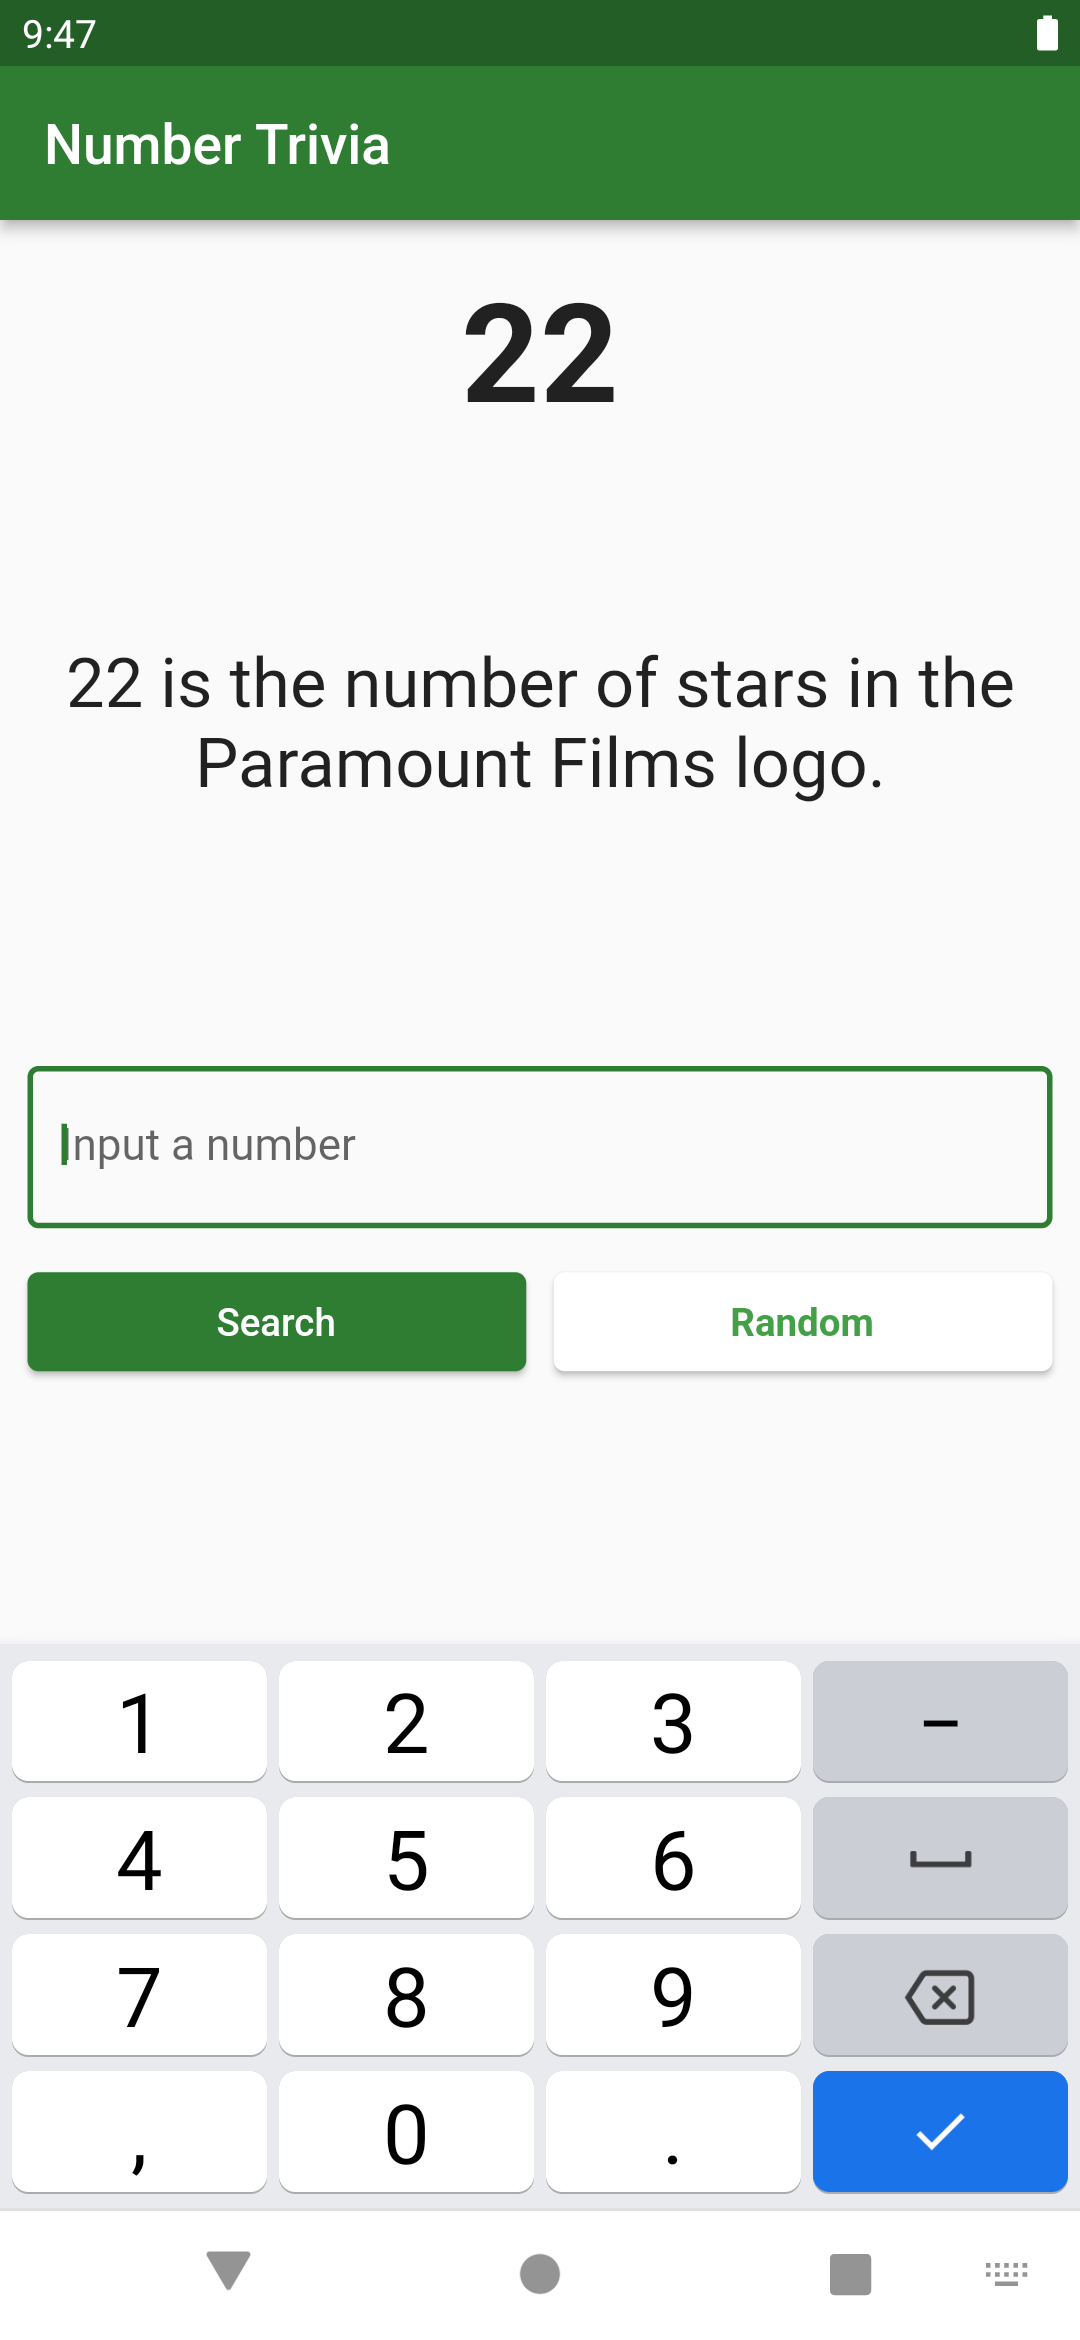 9:47
Number Trivia
22
22 is the number of stars in the
Paramount Films logo.
Input a number
Search
Random
1
2
3
–
4
5
6
7
8
9
,
0
.